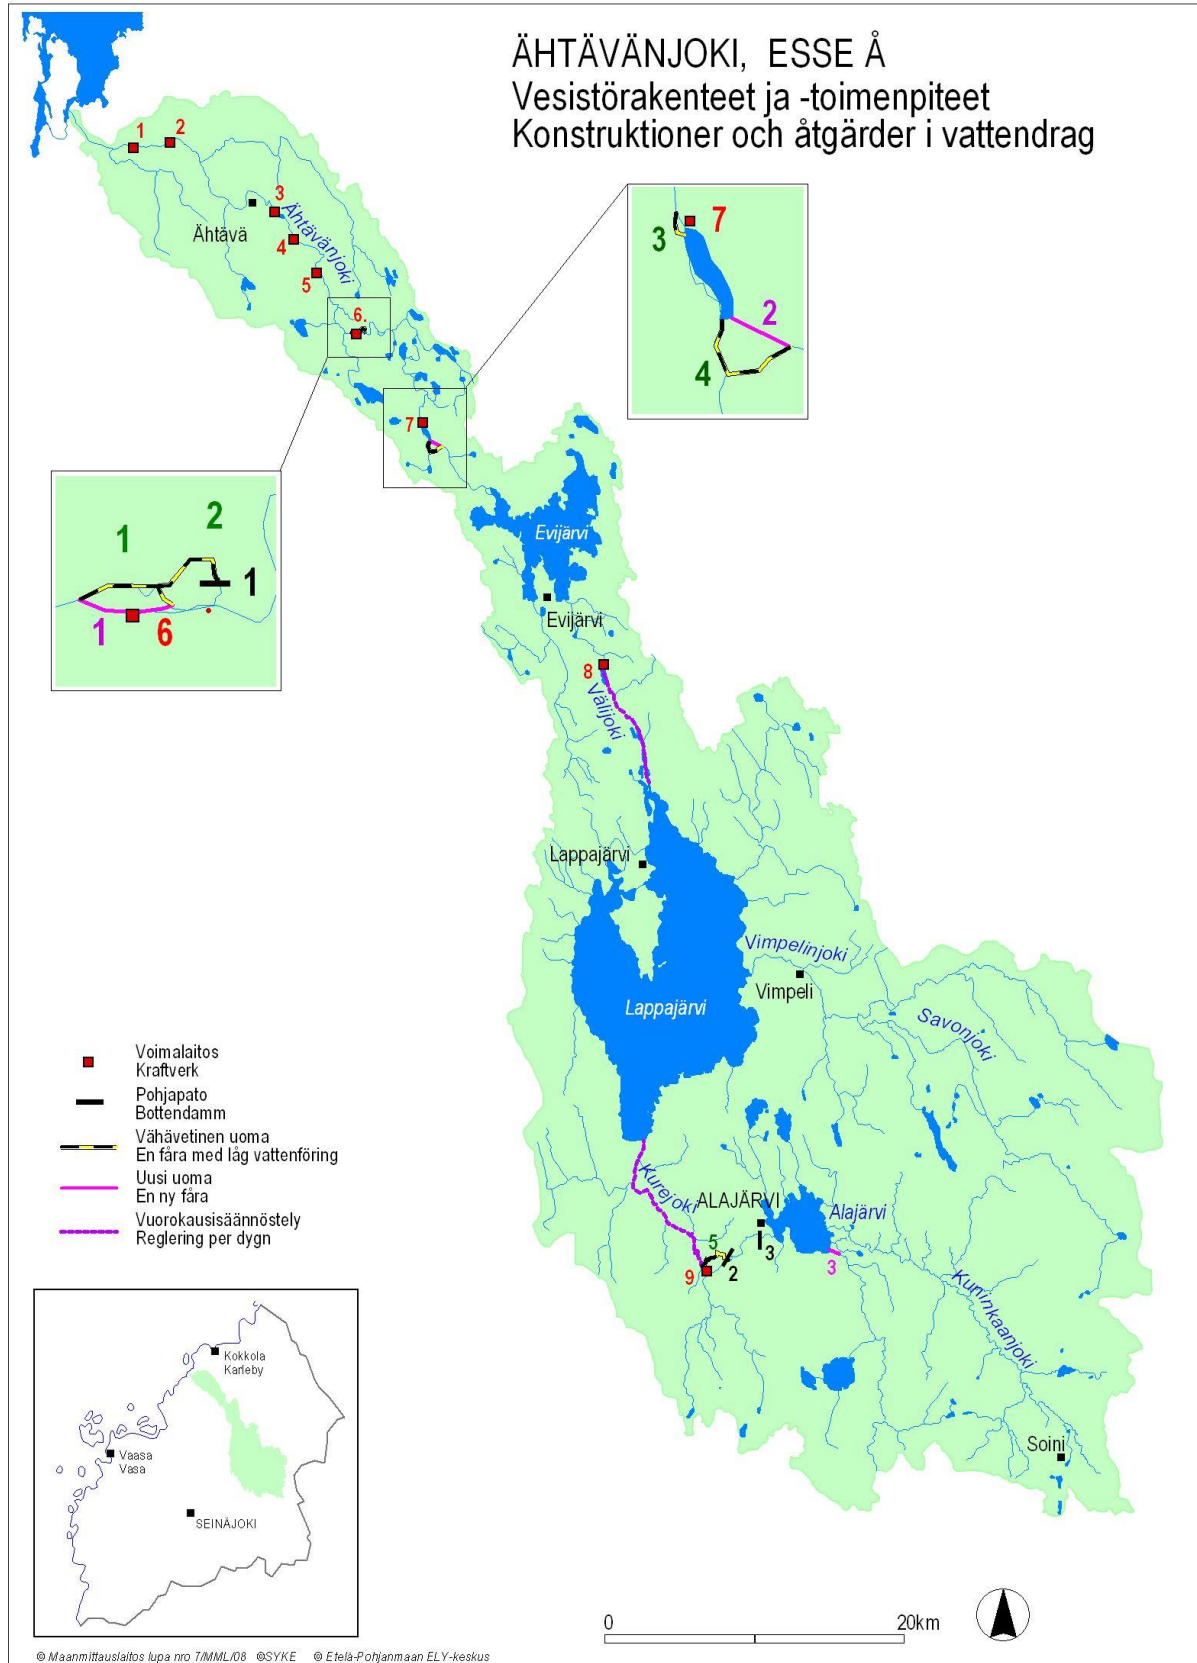 ÄHTÄVÄNJOKI, ESSE Å
Vesistörakenteet ja -toimenpiteet
Konstruktioner och åtgärder i vattendrag
1
2
3
Ähtävä
Ähtävänjoki
4
5
6.
7
3
7
2
4
1
2
1
1
6
Evijärvi
Evijärvi
8
Välijoki
Lappajärvi
Lappajärvi
Vimpelinjoki
Vimpeli
Savonjoki
Kurejoki
ALAJÄRVI
Alajärvi
5
3
2
9
3
Kuninkaanjoki
Soini
Voimalaitos
Kraftverk
Pohjapato
Bottendamm
Vähävetinen uoma
En fåra med låg vattenföring
Uusi uoma
En ny fåra
Vuorokausisäännöstely
Reglering per dygn
Kokkola
Karleby
Vaasa
Vasa
SEINÄJOKI
0 20km
© Maanmittauslaitos lupa nro 7/MML/08 ©SYKE © Etelä-Pohjanmaan ELY-keskus